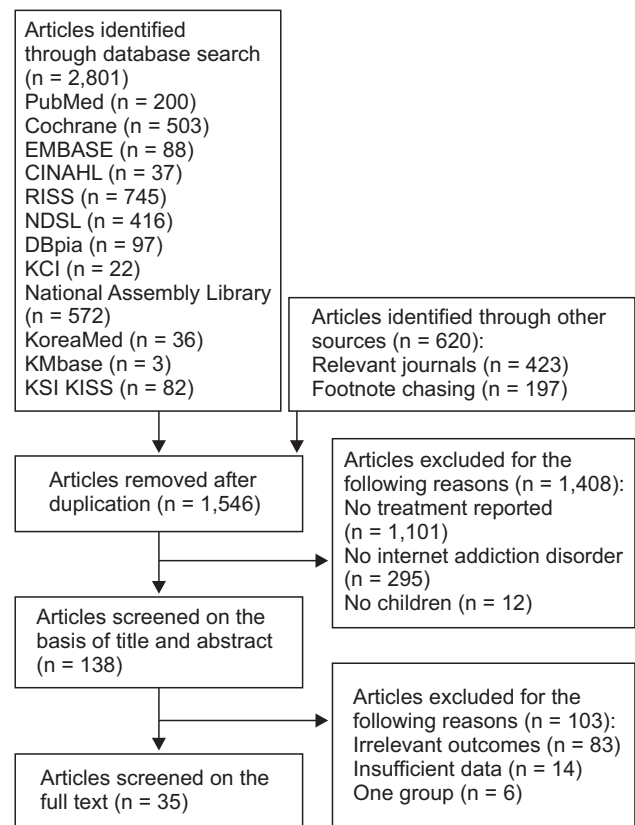 Articles identified
through database search
(n = 2,801)
PubMed (n = 200)
Cochrane (n = 503)
EMBASE (n = 88)
CINAHL (n = 37)
RISS (n = 745)
NDSL (n = 416)
DBpia (n = 97)
KCI (n = 22)
National Assembly Library
(n = 572)
KoreaMed (n = 36)
KMbase (n = 3)
KSI KISS (n = 82)
Articles identified through other
sources (n = 620):
Relevant journals (n = 423)
Footnote chasing (n = 197)
Articles removed after
duplication (n = 1,546)
Articles excluded for the
following reasons (n = 1,408):
No treatment reported
(n = 1,101)
No internet addiction disorder
(n = 295)
No children (n = 12)
Articles screened on the
basis of title and abstract
(n = 138)
Articles excluded for the
following reasons (n = 103):
Irrelevant outcomes (n = 83)
Insufficient data (n = 14)
One group (n = 6)
Articles screened on the
full text (n = 35)